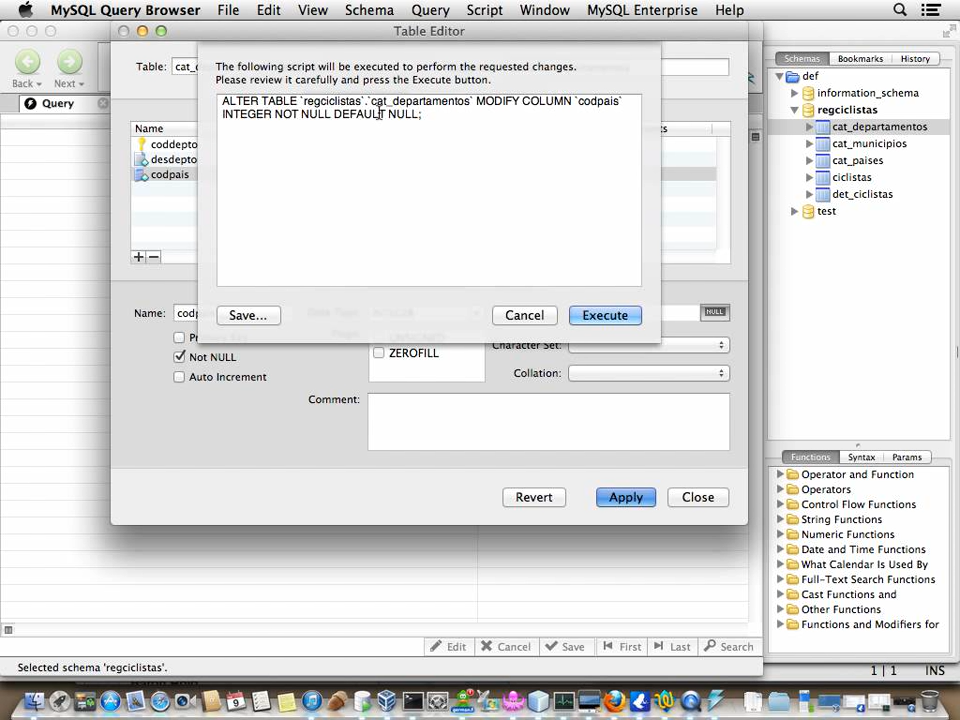 MySQL Query Browser File Edit View Schema Query Script Window MySQL Enterprise Help
Table Editor
Back Next
Table: cat_d
The following script will be executed to perform the requested changes.
Please review it carefully and press the Execute button.
ALTER TABLE `regciclistas`.`cat_departamentos` MODIFY COLUMN `codpais`
INTEGER NOT NULL DEFAULT NULL;
Query
Name
coddepto
desdepto
codpais
Save... Cancel Execute
Name: codp NULL
Not NULL
Auto Increment
ZEROFILL
Character Set:
Collation:
Comment:
Revert Apply Close
Schemas Bookmarks History
def
information_schema
regciclistas
cat_departamentos
cat_municipios
cat_paises
ciclistas
det_ciclistas
test
Functions Syntax Params
Operator and Function
Operators
Control Flow Functions
String Functions
Numeric Functions
Date and Time Functions
What Calendar Is Used By
Full-Text Search Functions
Cast Functions and
Other Functions
Functions and Modifiers for
Edit Cancel Save First Last Search
Selected schema 'regciclistas'.
1 | 1 INS